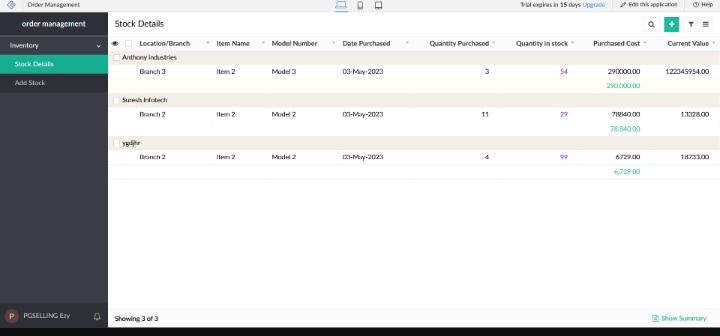 Order Management
Trial expires in 15 days Upgrade
Edit this application
Help
order management
Inventory
Stock Details
Add Stock
Stock Details
Location/Branch Item Name Model Number Date Purchased Quantity Purchased Quantity in stock Purchased Cost Current Value
Anthony industries
Branch 3 Item 2 Model 3 03-May-2023 3 54 290000.00 122345954.00
290,000.00
Suresh Infotech
Branch 2 Item 2 Model 2 03-May-2023 11 29 78840.00 13328.00
78,840.00
ygdjhr
Branch 2 Item 2 Model 2 03-May-2023 4 99 6729.00 18733.00
6,729.00
P PGSELLING Ezy
Showing 3 of 3
Show Summary